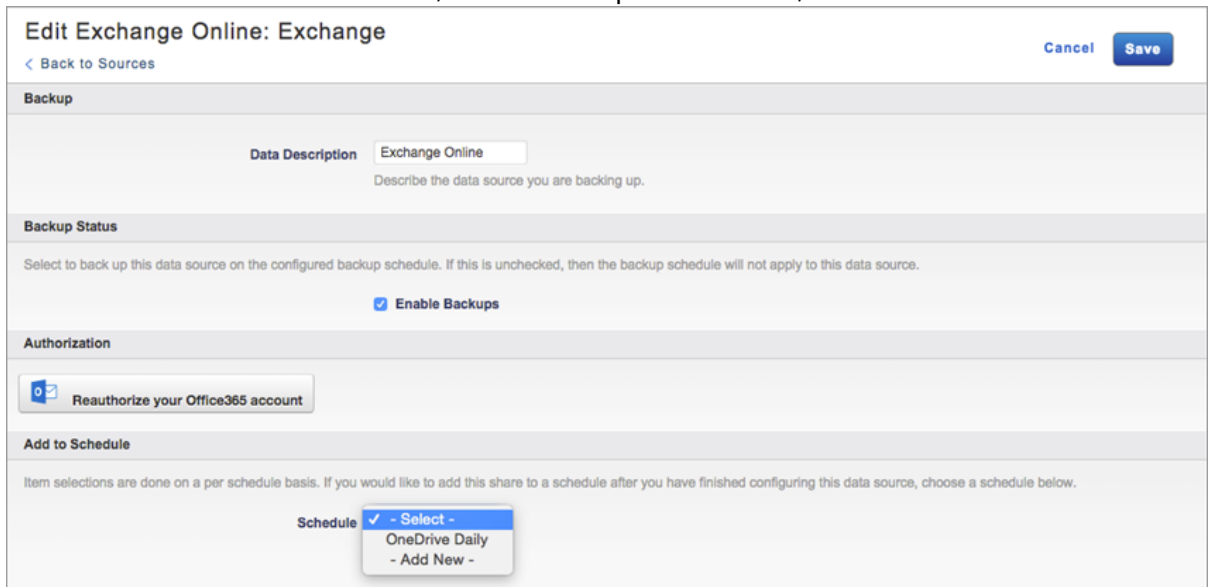 Edit Exchange Online: Exchange
< Back to Sources
Cancel
Save
Backup
Data Description
Exchange Online
Describe the data source you are backing up.
Backup Status
Select to back up this data source on the configured backup schedule. If this is unchecked, then the backup schedule will not apply to this data source.
Enable Backups
Authorization
Reauthorize your Office365 account
Add to Schedule
Item selections are done on a per schedule basis. If you would like to add this share to a schedule after you have finished configuring this data source, choose a schedule below.
Schedule
✓ - Select -
OneDrive Daily
- Add New -